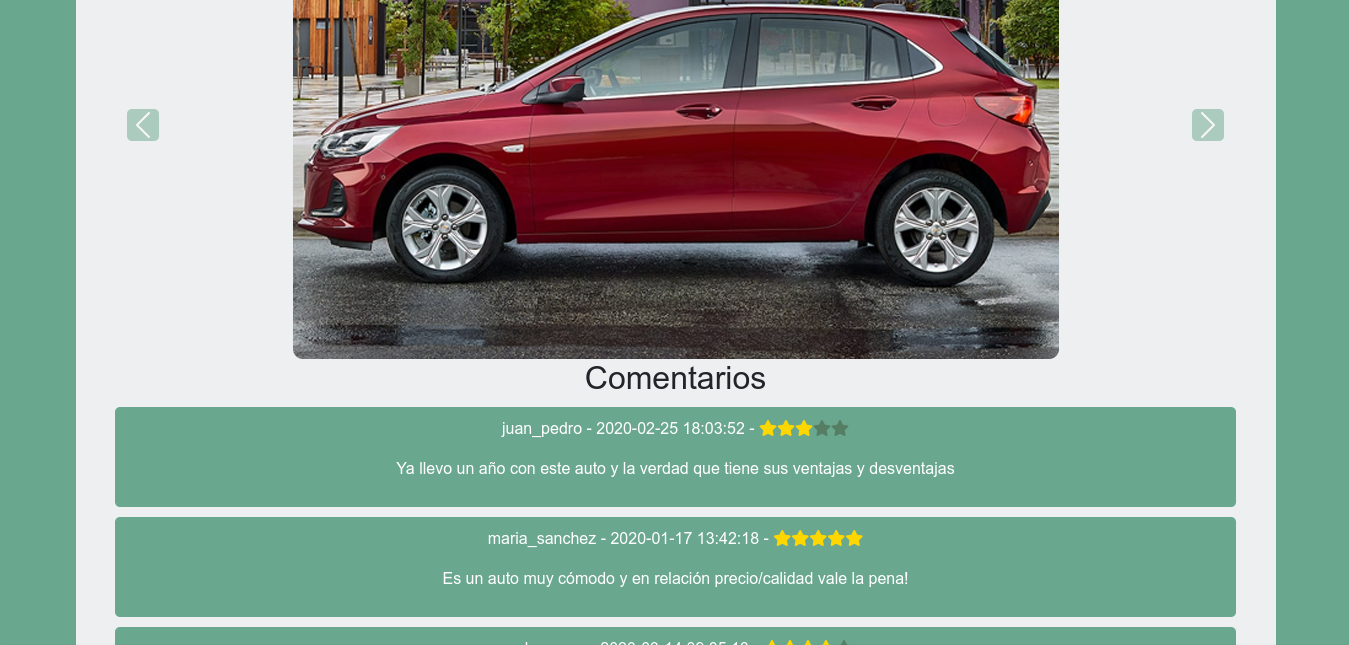 Comentarios
juan_pedro - 2020-02-25 18:03:52 -
Ya llevo un año con este auto y la verdad que tiene sus ventajas y desventajas
maria_sanchez - 2020-01-17 13:42:18 -
Es un auto muy cómodo y en relación precio/calidad vale la pena!